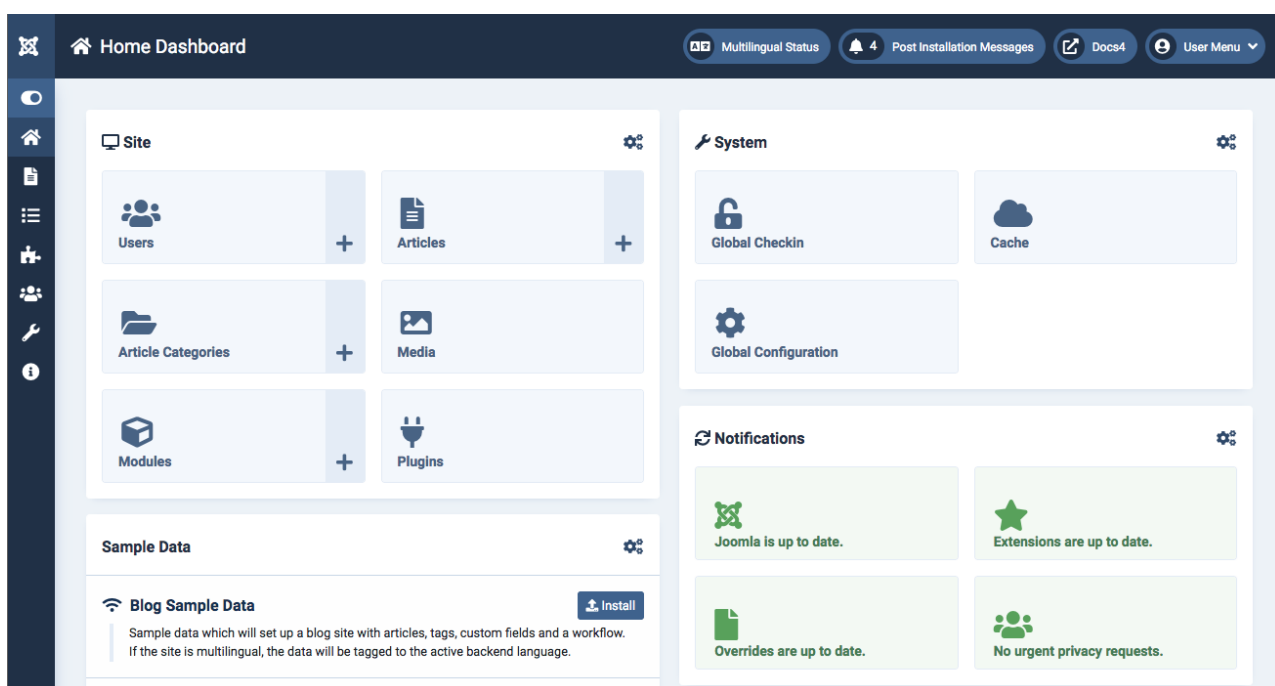 Home Dashboard
Multilingual Status
4 Post Installation Messages
Docs4
User Menu
Site
Users
Articles
Article Categories
Media
Modules
Plugins
Sample Data
Blog Sample Data
Install
Sample data which will set up a blog site with articles, tags, custom fields and a workflow.
If the site is multilingual, the data will be tagged to the active backend language.
System
Global Checkin
Cache
Global Configuration
Notifications
Joomla is up to date.
Extensions are up to date.
Overrides are up to date.
No urgent privacy requests.